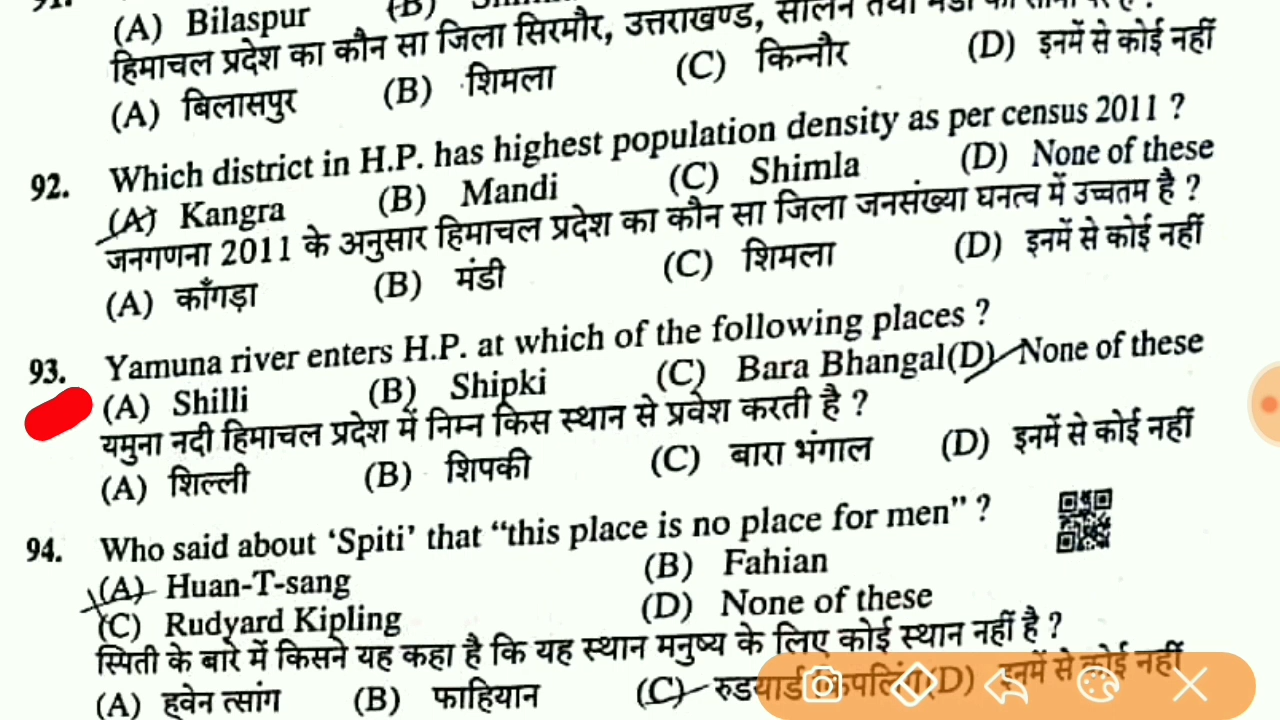 91.
(A) Bilaspur (B)
हिमाचल प्रदेश का कौन सा जिला सिरमौर, उत्तराखण्ड, सोलन तथा
(A) बिलासपुर (B) शिमला (C) किन्नौर (D) इनमें से कोई नहीं
92. Which district in H.P. has highest population density as per census 2011 ?
(A) Kangra (B) Mandi (C) Shimla (D) None of these
जनगणना 2011 के अनुसार हिमाचल प्रदेश का कौन सा जिला जनसंख्या घनत्व में उच्चतम है ?
(A) काँगड़ा (B) मंडी (C) शिमला (D) इनमें से कोई नहीं
93. Yamuna river enters H.P. at which of the following places ?
(A) Shilli (B) Shipki (C) Bara Bhangal (D) None of these
यमुना नदी हिमाचल प्रदेश में निम्न किस स्थान से प्रवेश करती है ?
(A) शिल्ली (B) शिपकी (C) बारा भंगाल (D) इनमें से कोई नहीं
94. Who said about ‘Spiti’ that “this place is no place for men” ?
(A) Huan-T-sang (B) Fahian
(C) Rudyard Kipling (D) None of these
स्पिती के बारे में किसने यह कहा है कि यह स्थान मनुष्य के लिए कोई स्थान नहीं है ?
(A) हवेन त्सांग (B) फाहियान (C) रुडयार्ड किपलिंग (D) इनमें से कोई नहीं